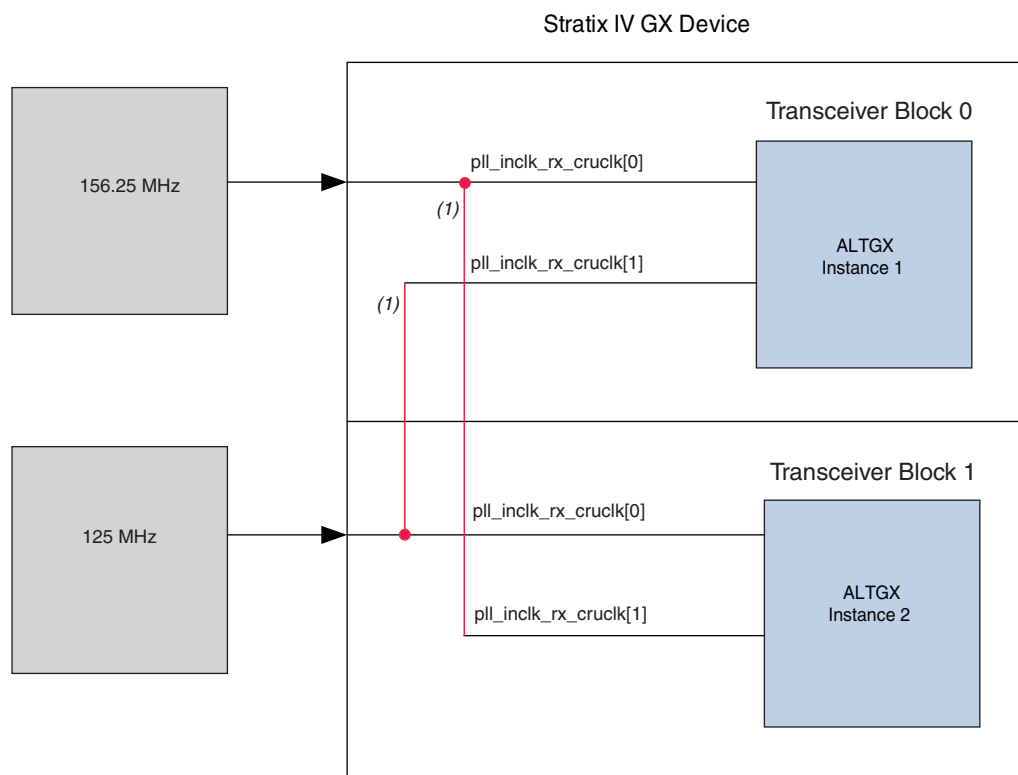 Stratix IV GX Device
Transceiver Block 0
156.25 MHz
pll_inclk_rx_cruclk[0]
(1)
ALTGX
Instance 1
pll_inclk_rx_cruclk[1]
(1)
Transceiver Block 1
125 MHz
pll_inclk_rx_cruclk[0]
ALTGX
Instance 2
pll_inclk_rx_cruclk[1]